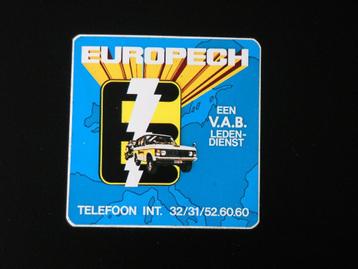 EUROPECH
EEN
V.A.B.
LEDEN-
DIENST
TELEFOON INT. 32/31/52.60.60